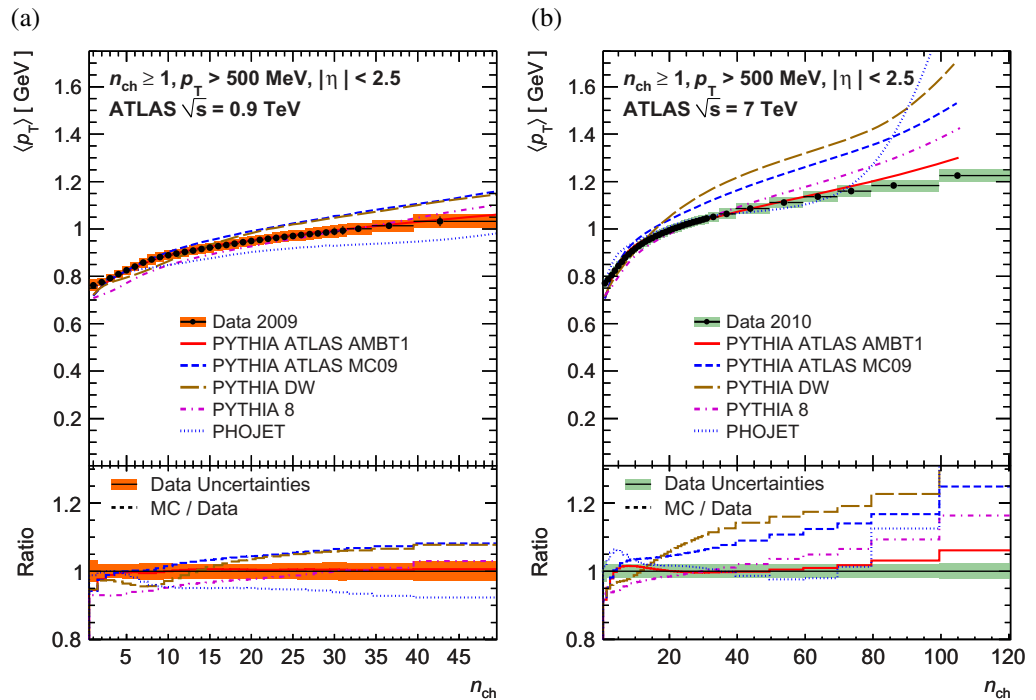 (a)
⟨p_T⟩ [ GeV ]
1.6
1.4
1.2
1
0.8
0.6
0.4
0.2
n_ch ≥ 1, p_T > 500 MeV, | η | < 2.5
ATLAS √s = 0.9 TeV
Data 2009
PYTHIA ATLAS AMBT1
PYTHIA ATLAS MC09
PYTHIA DW
PYTHIA 8
PHOJET
Ratio
1.2
1
0.8
Data Uncertainties
MC / Data
5 10 15 20 25 30 35 40 45
n_ch
(b)
⟨p_T⟩ [ GeV ]
1.6
1.4
1.2
1
0.8
0.6
0.4
0.2
n_ch ≥ 1, p_T > 500 MeV, | η | < 2.5
ATLAS √s = 7 TeV
Data 2010
PYTHIA ATLAS AMBT1
PYTHIA ATLAS MC09
PYTHIA DW
PYTHIA 8
PHOJET
Ratio
1.2
1
0.8
Data Uncertainties
MC / Data
20 40 60 80 100 120
n_ch